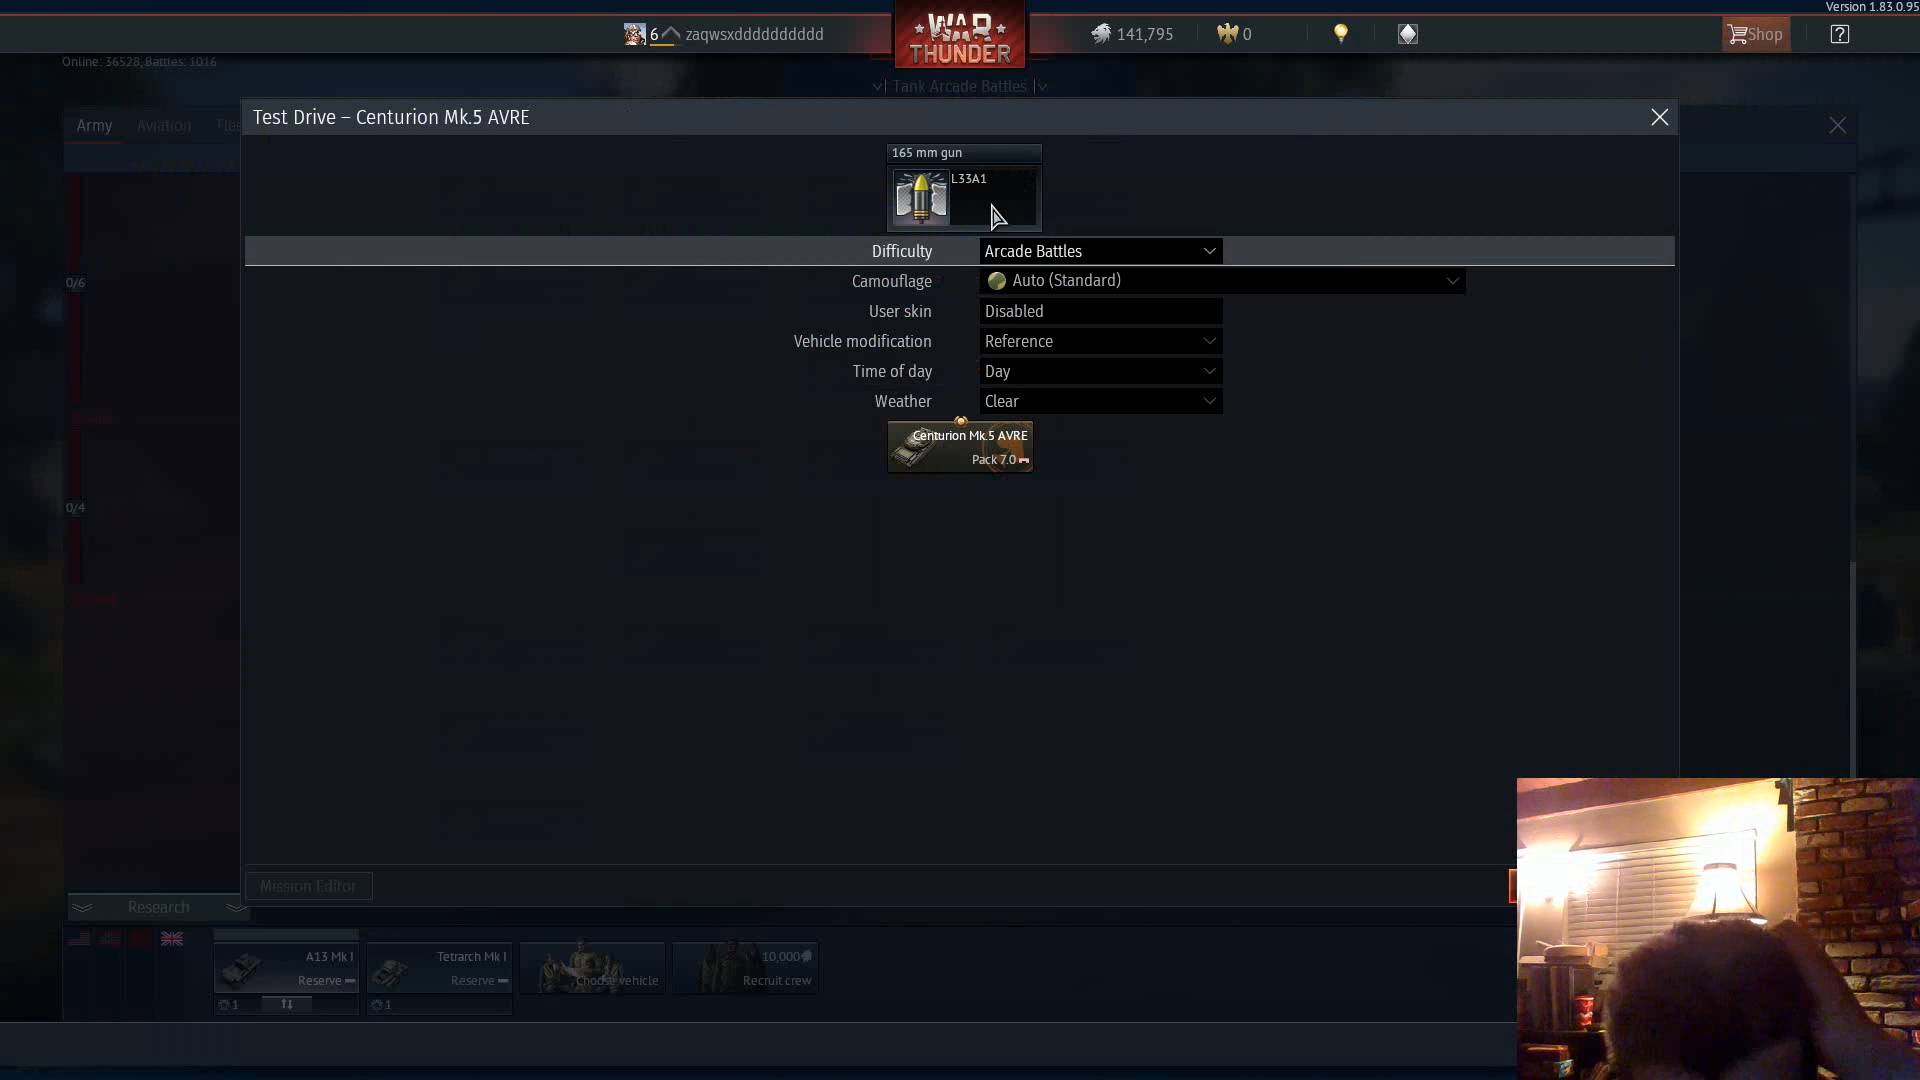 Version 1.83.0.95
6 zaqwsxdddddddddd
WAR THUNDER
141,795
0
Shop
?
Online: 36528, Battles: 1016
Tank Arcade Battles
Army
Aviation
Test Drive – Centurion Mk.5 AVRE
165 mm gun
L33A1
Difficulty
Arcade Battles
Camouflage
Auto (Standard)
User skin
Disabled
Vehicle modification
Reference
Time of day
Day
Weather
Clear
Centurion Mk.5 AVRE
Pack 7.0
0/6
0/4
Mission Editor
Research
A13 Mk I
Reserve
1
Tetrarch Mk I
Reserve
1
Choose vehicle
10,000
Recruit crew